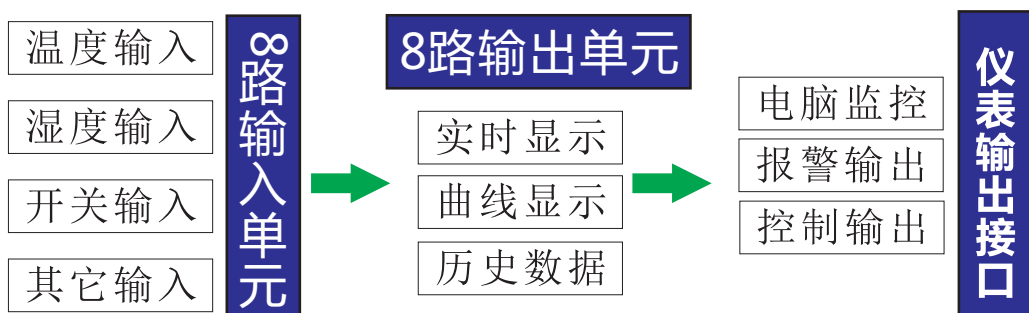 温度输入
湿度输入
开关输入
其它输入
8路输入单元
8路输出单元
实时显示
曲线显示
历史数据
电脑监控
报警输出
控制输出
仪表输出接口